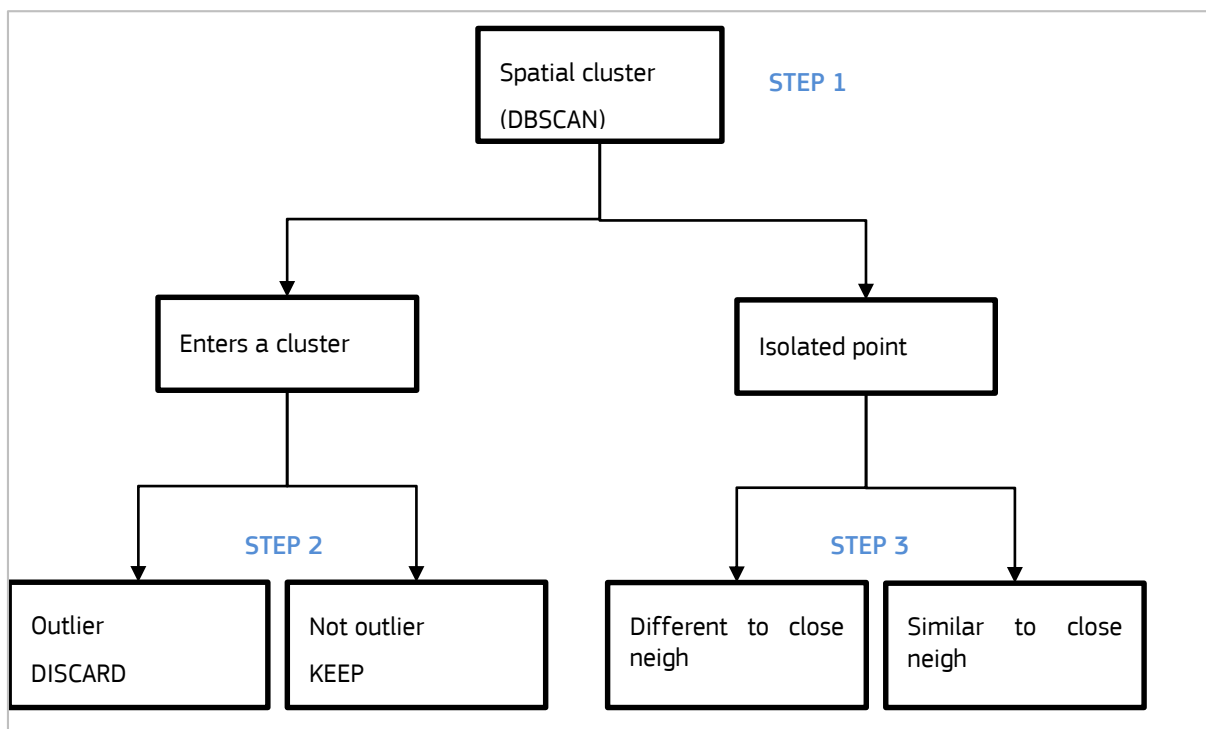 Spatial cluster
(DBSCAN)
STEP 1
Enters a cluster
Isolated point
STEP 2
STEP 3
Outlier
DISCARD
Not outlier
KEEP
Different to close
neigh
Similar to close
neigh